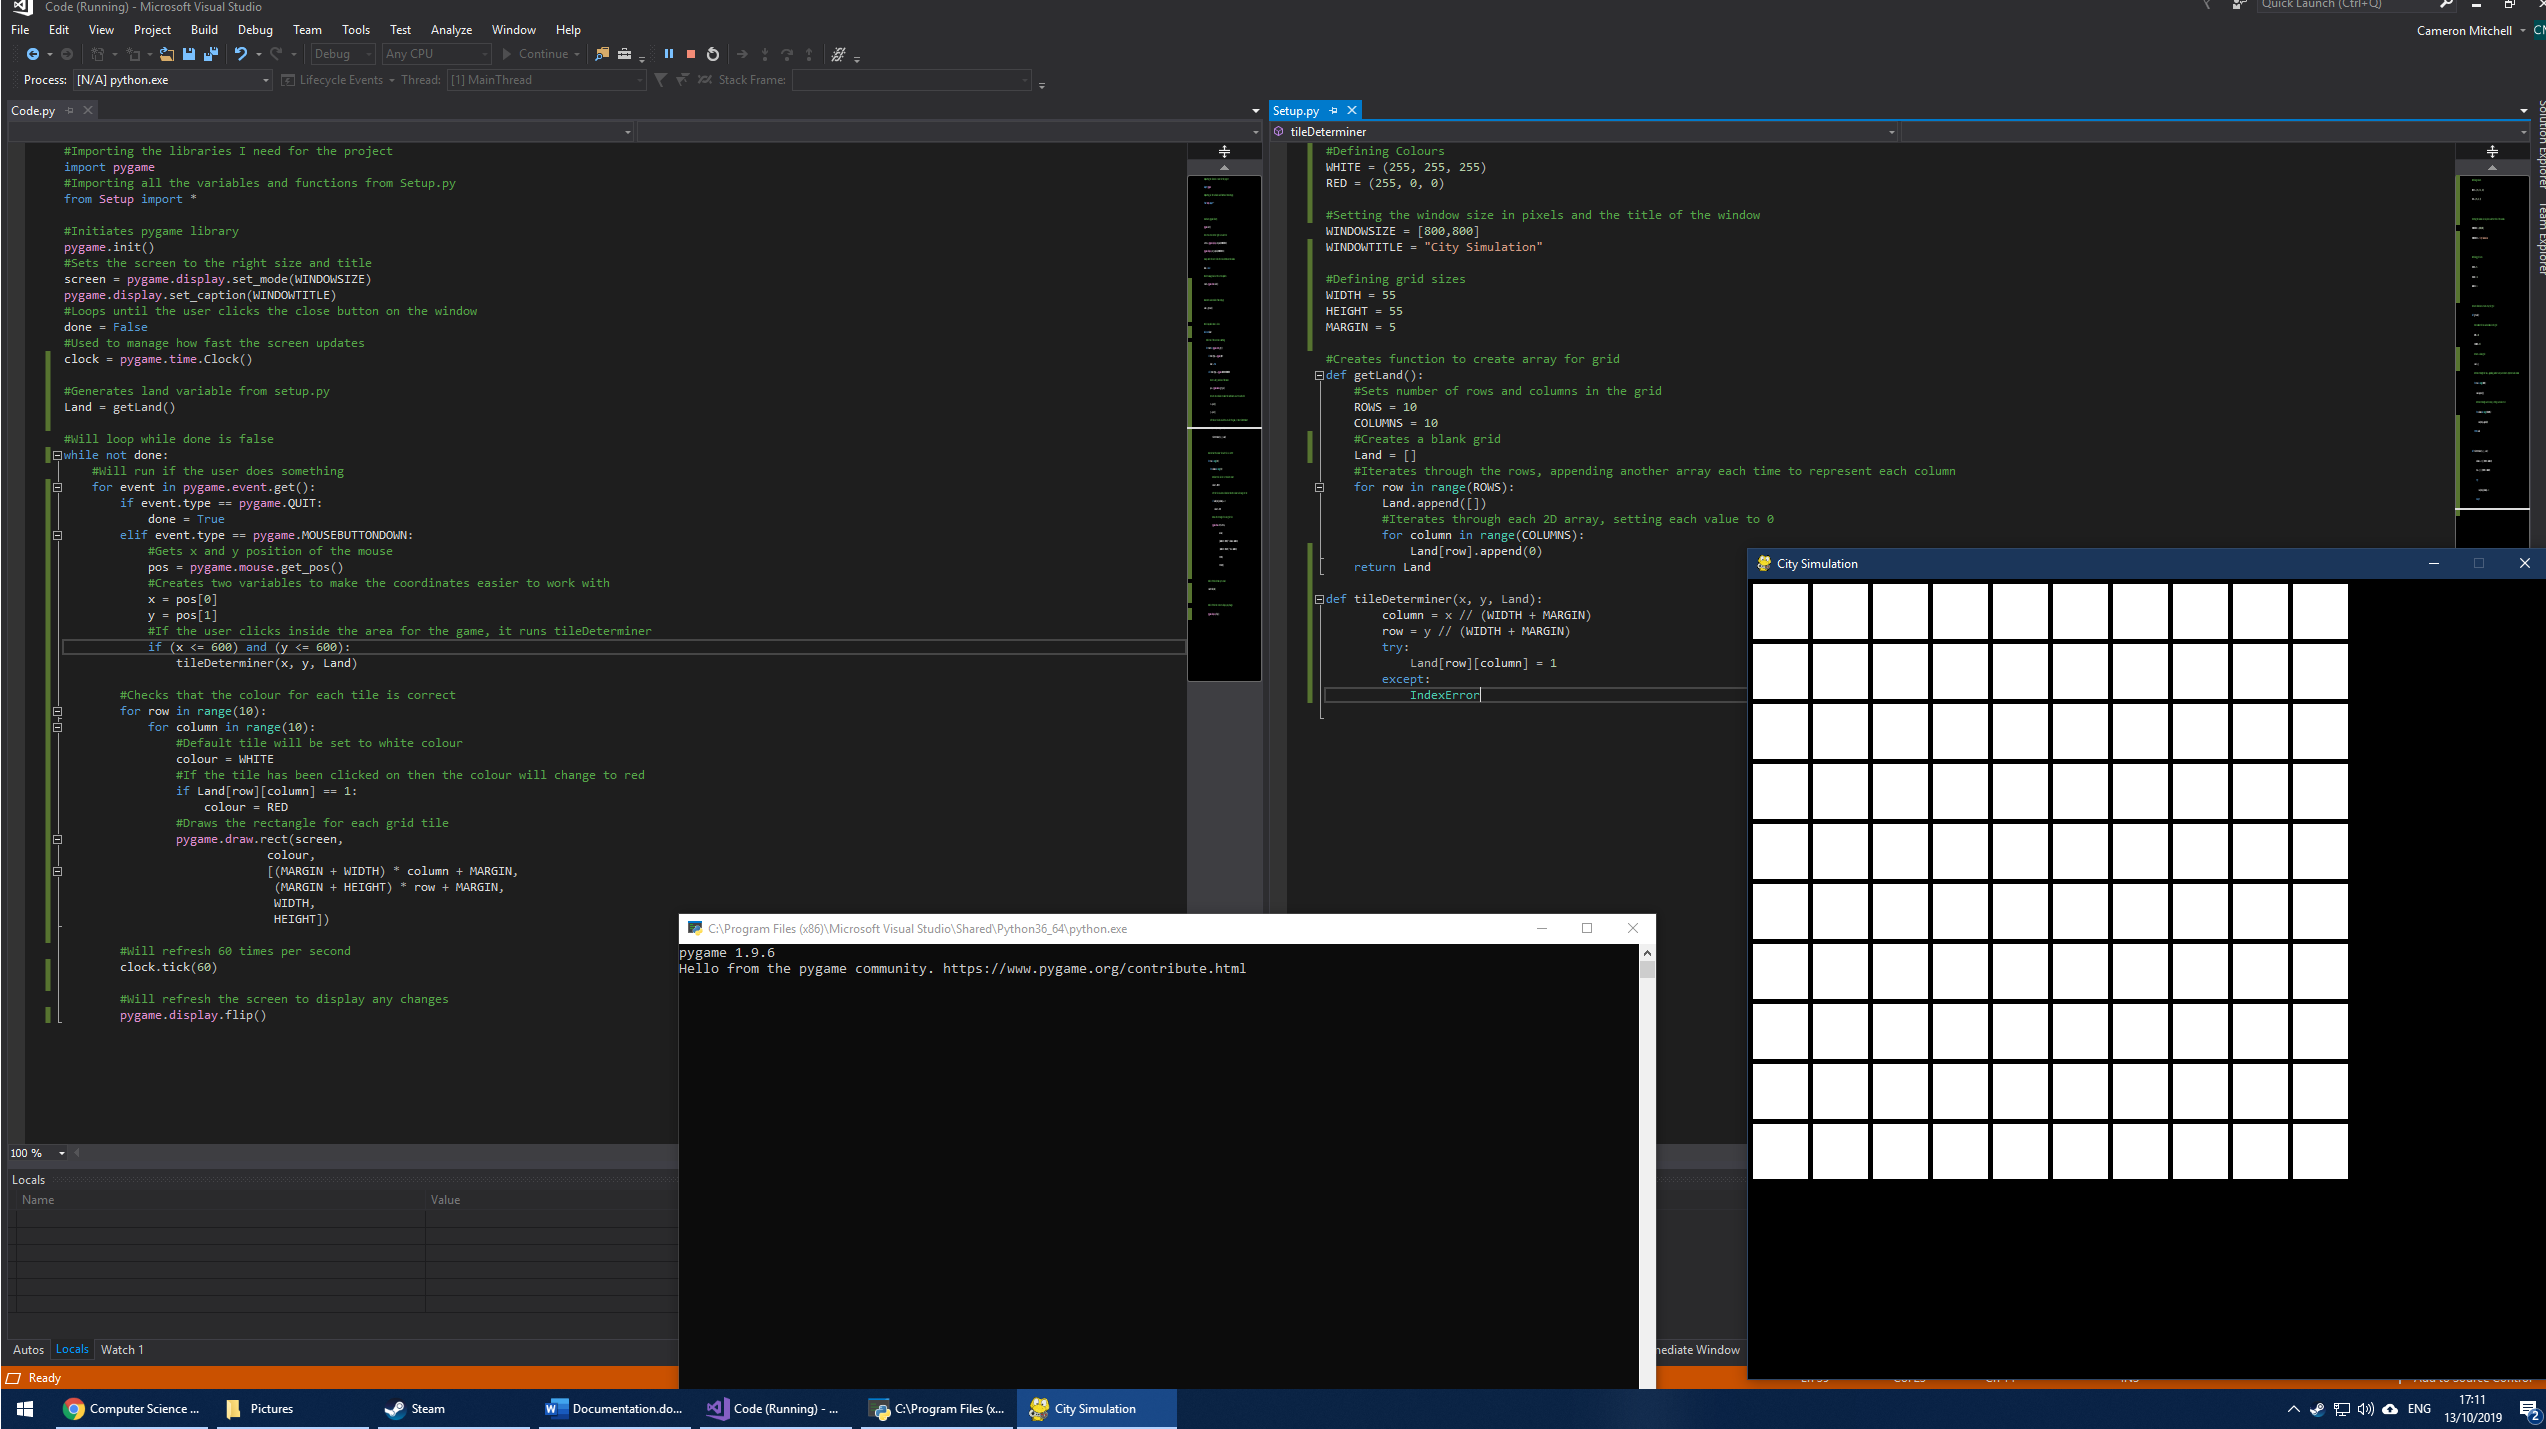 Code (Running) - Microsoft Visual Studio
Quick Launch (Ctrl+Q)
File Edit View Project Build Debug Team Tools Test Analyze Window Help
Cameron Mitchell
Debug Any CPU Continue
Process: [N/A] python.exe Lifecycle Events Thread: [1] MainThread Stack Frame:
Code.py
#Importing the libraries I need for the project
import pygame
#Importing all the variables and functions from Setup.py
from Setup import *
#Initiates pygame library
pygame.init()
#Sets the screen to the right size and title
screen = pygame.display.set_mode(WINDOWSIZE)
pygame.display.set_caption(WINDOWTITLE)
#Loops until the user clicks the close button on the window
done = False
#Used to manage how fast the screen updates
clock = pygame.time.Clock()
#Generates land variable from setup.py
Land = getLand()
#Will loop while done is false
while not done:
#Will run if the user does something
for event in pygame.event.get():
if event.type == pygame.QUIT:
done = True
elif event.type == pygame.MOUSEBUTTONDOWN:
#Gets x and y position of the mouse
pos = pygame.mouse.get_pos()
#Creates two variables to make the coordinates easier to work with
x = pos[0]
y = pos[1]
#If the user clicks inside the area for the game, it runs tileDeterminer
if (x <= 600) and (y <= 600):
tileDeterminer(x, y, Land)
#Checks that the colour for each tile is correct
for row in range(10):
for column in range(10):
#Default tile will be set to white colour
colour = WHITE
#If the tile has been clicked on then the colour will change to red
if Land[row][column] == 1:
colour = RED
#Draws the rectangle for each grid tile
pygame.draw.rect(screen,
colour,
[(MARGIN + WIDTH) * column + MARGIN,
(MARGIN + HEIGHT) * row + MARGIN,
WIDTH,
HEIGHT])
#Will refresh 60 times per second
clock.tick(60)
#Will refresh the screen to display any changes
pygame.display.flip()
100 %
Setup.py
tileDeterminer
#Defining Colours
WHITE = (255, 255, 255)
RED = (255, 0, 0)
#Setting the window size in pixels and the title of the window
WINDOWSIZE = [800,800]
WINDOWTITLE = "City Simulation"
#Defining grid sizes
WIDTH = 55
HEIGHT = 55
MARGIN = 5
#Creates function to create array for grid
def getLand():
#Sets number of rows and columns in the grid
ROWS = 10
COLUMNS = 10
#Creates a blank grid
Land = []
#Iterates through the rows, appending another array each time to represent each column
for row in range(ROWS):
Land.append([])
#Iterates through each 2D array, setting each value to 0
for column in range(COLUMNS):
Land[row].append(0)
return Land
def tileDeterminer(x, y, Land):
column = x // (WIDTH + MARGIN)
row = y // (WIDTH + MARGIN)
try:
Land[row][column] = 1
except:
IndexError
Solution Explorer
Team Explorer
City Simulation
C:\Program Files (x86)\Microsoft Visual Studio\Shared\Python36_64\python.exe
pygame 1.9.6
Hello from the pygame community. https://www.pygame.org/contribute.html
Locals
Name Value
Autos Locals Watch 1
mediate Window
Ready
Computer Science ... Pictures Steam Documentation.do... Code (Running) - ... C:\Program Files (x... City Simulation
ENG
17:11
13/10/2019
2